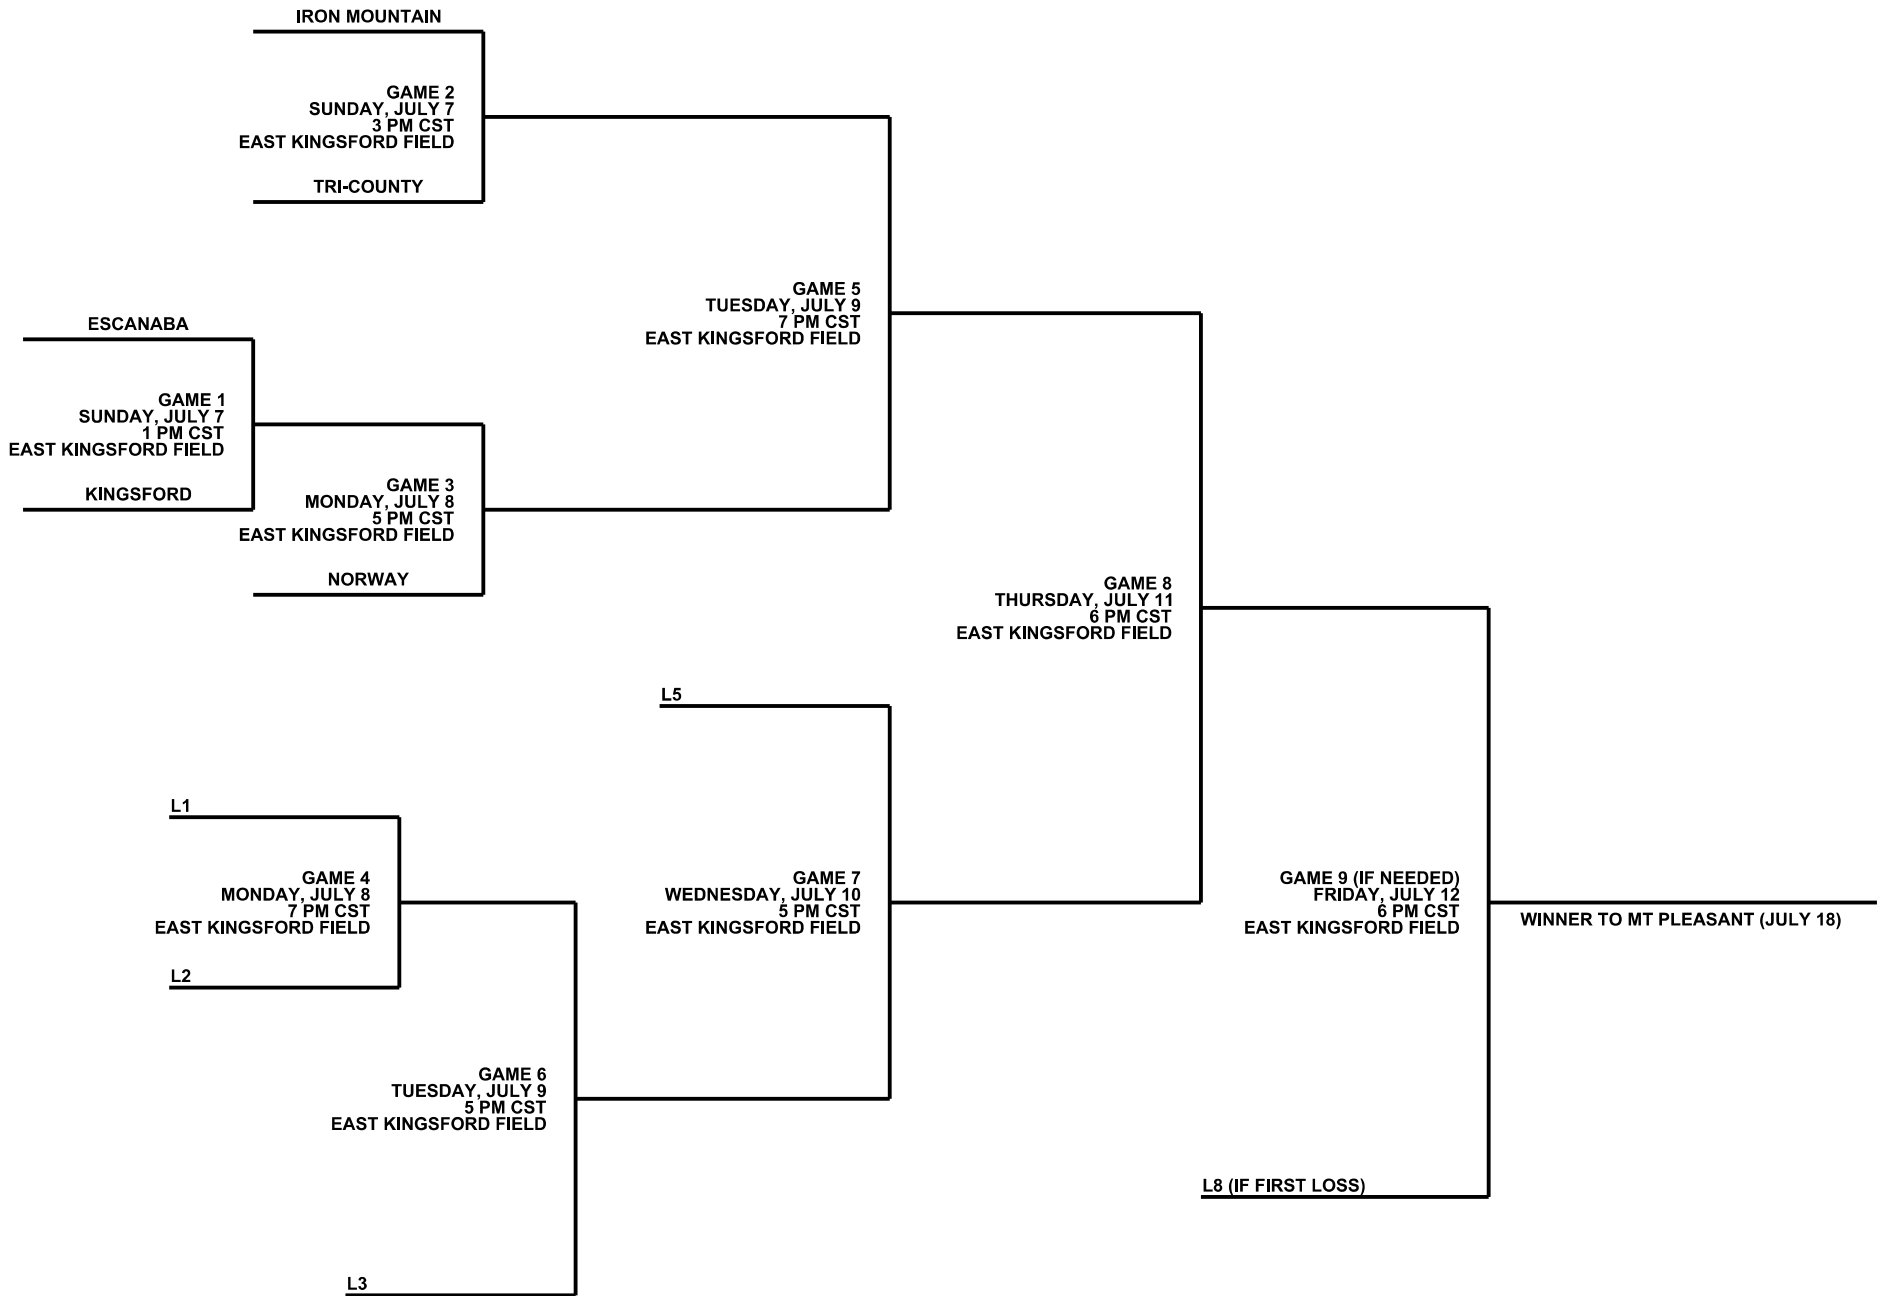 IRON MOUNTAIN
GAME 2
SUNDAY, JULY 7
3 PM CST
EAST KINGSFORD FIELD
TRI-COUNTY
GAME 5
TUESDAY, JULY 9
7 PM CST
EAST KINGSFORD FIELD
ESCANABA
GAME 1
SUNDAY, JULY 7
1 PM CST
EAST KINGSFORD FIELD
KINGSFORD
GAME 3
MONDAY, JULY 8
5 PM CST
EAST KINGSFORD FIELD
NORWAY
GAME 8
THURSDAY, JULY 11
6 PM CST
EAST KINGSFORD FIELD
L5
L1
GAME 4
MONDAY, JULY 8
7 PM CST
EAST KINGSFORD FIELD
L2
GAME 7
WEDNESDAY, JULY 10
5 PM CST
EAST KINGSFORD FIELD
GAME 9 (IF NEEDED)
FRIDAY, JULY 12
6 PM CST
EAST KINGSFORD FIELD
WINNER TO MT PLEASANT (JULY 18)
GAME 6
TUESDAY, JULY 9
5 PM CST
EAST KINGSFORD FIELD
L8 (IF FIRST LOSS)
L3